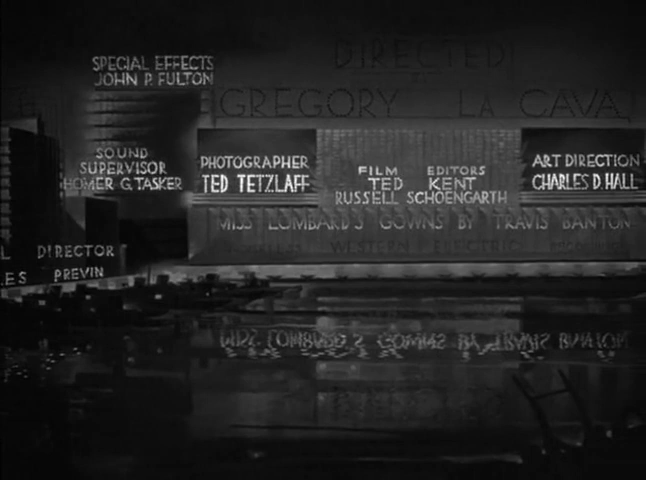 DIRECTED
GREGORY LA CAVA
SPECIAL EFFECTS
JOHN P. FULTON
SOUND
SUPERVISOR
HOMER G. TASKER
PHOTOGRAPHER
TED TETZLAFF
FILM EDITORS
TED KENT
RUSSELL SCHOENGARTH
ART DIRECTION
CHARLES D. HALL
MISS LOMBARD'S GOWNS BY TRAVIS BANTON
WESTERN ELECTRIC
L DIRECTOR
LES PREVIN